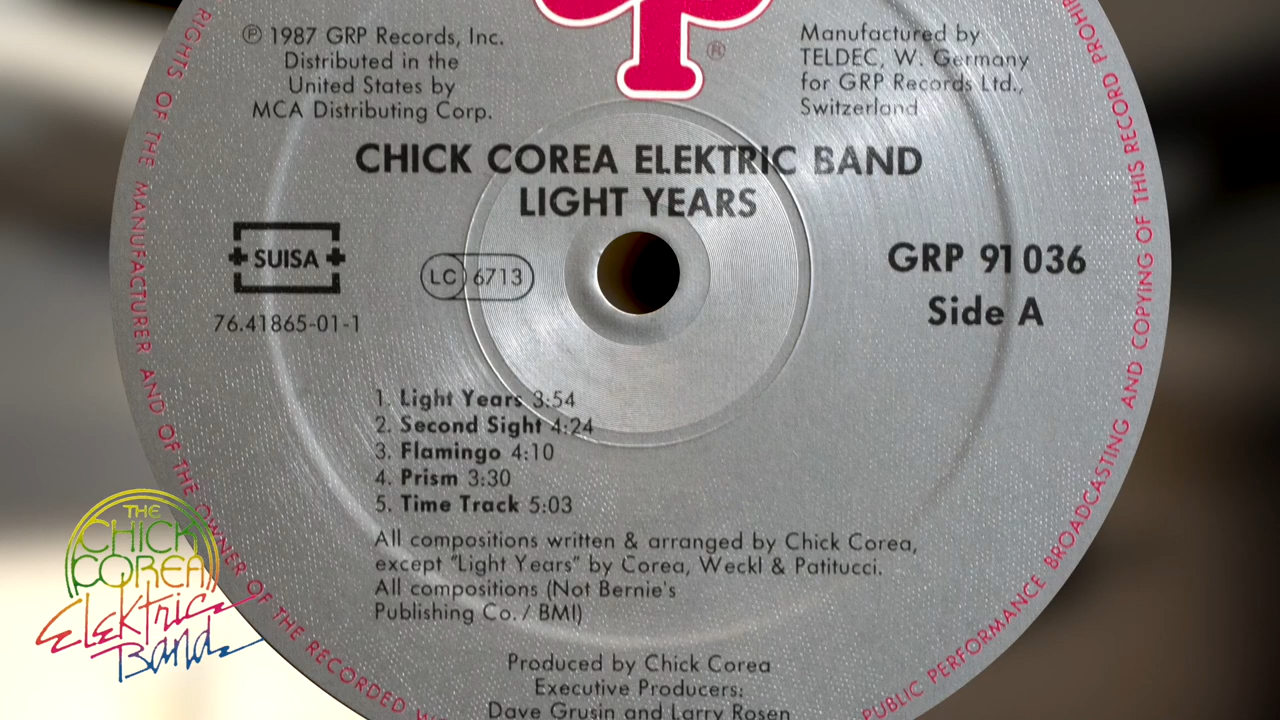 ℗ 1987 GRP Records, Inc.
Distributed in the
United States by
MCA Distributing Corp.
®
Manufactured by
TELDEC, W. Germany
for GRP Records Ltd.,
Switzerland
CHICK COREA ELEKTRIC BAND
LIGHT YEARS
SUISA
LC 6713
76.41865-01-1
GRP 91 036
Side A
1. Light Years 3:54
2. Second Sight 4:24
3. Flamingo 4:10
4. Prism 3:30
5. Time Track 5:03
All compositions written & arranged by Chick Corea,
except "Light Years" by Corea, Weckl & Patitucci.
All compositions (Not Bernie's
Publishing Co. / BMI)
Produced by Chick Corea
Executive Producers:
Dave Grusin and Larry Rosen
RIGHTS OF THE MANUFACTURER AND OF THE OWNER OF THE RECORDED
PUBLIC PERFORMANCE BROADCASTING AND COPYING OF THIS RECORD
THE
CHICK
COREA
Elektric
Band